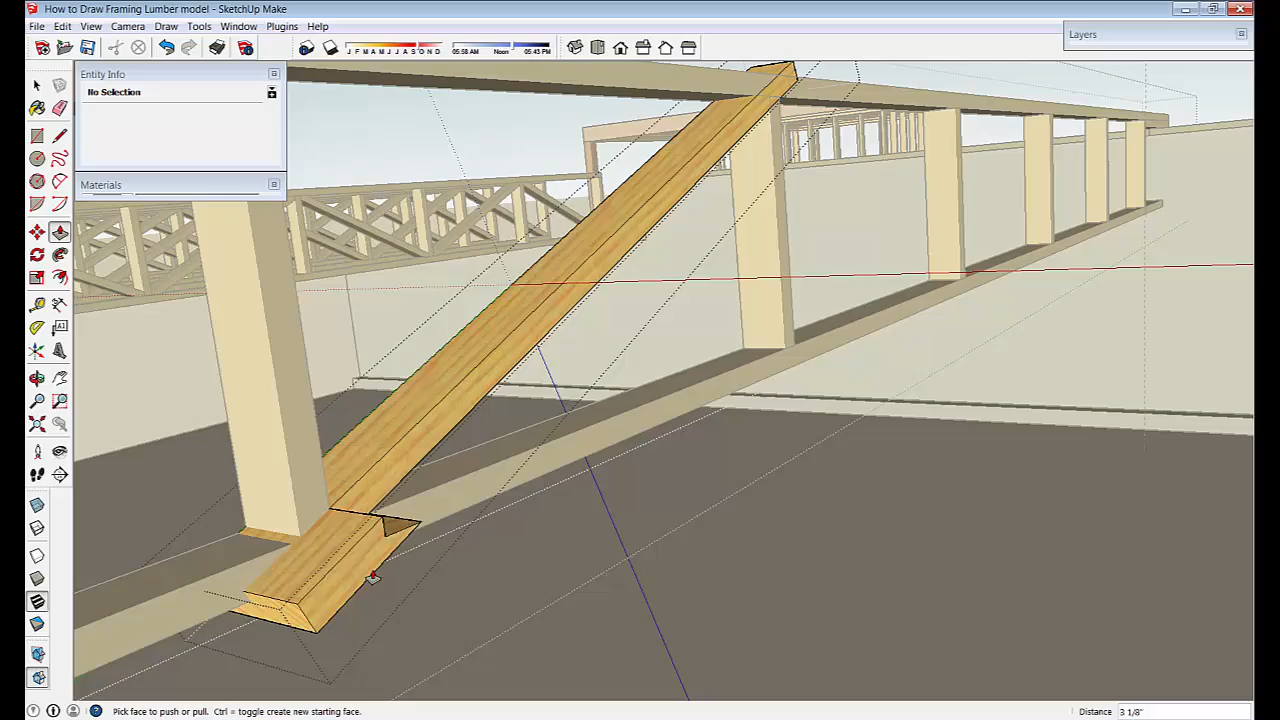 How to Draw Framing Lumber model - SketchUp Make
File Edit View Camera Draw Tools Window Plugins Help
J F M A M J J A S O N D 05:58 AM Noon 05:43 PM
Layers
Entity Info
No Selection
Materials
A1
Pick face to push or pull. Ctrl = toggle create new starting face.
Distance 3 1/8"